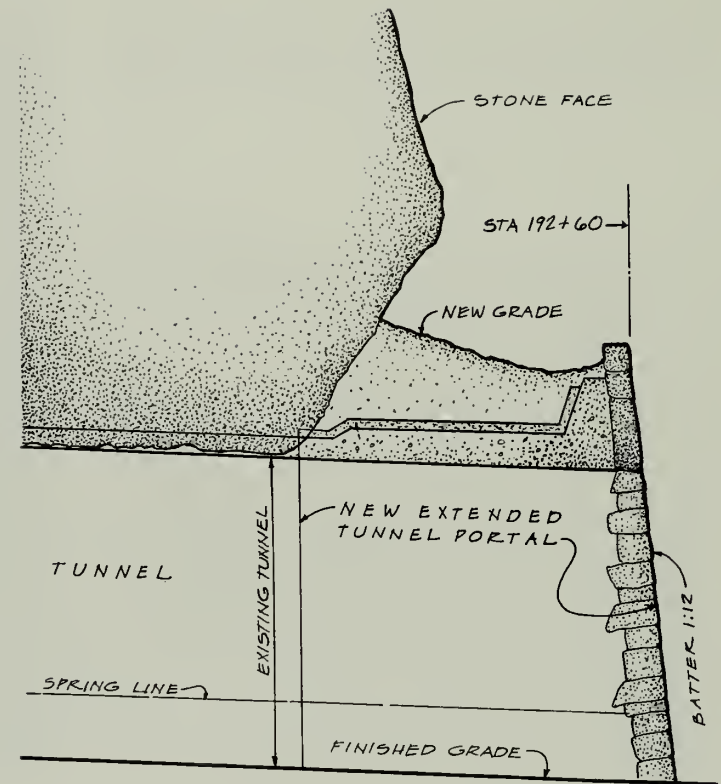 STONE FACE
STA 192+60
NEW GRADE
NEW EXTENDED
TUNNEL PORTAL
TUNNEL
EXISTING TUNNEL
BATTER 1:12
SPRING LINE
FINISHED GRADE